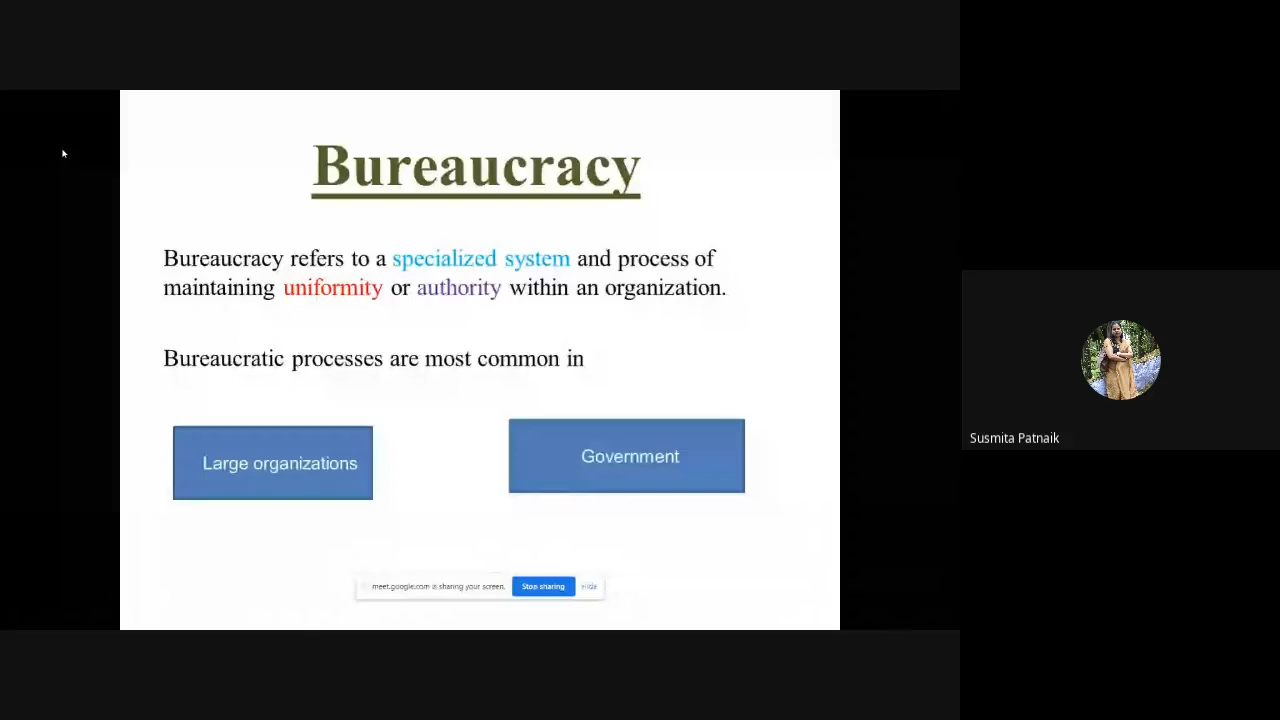 Bureaucracy
Bureaucracy refers to a specialized system and process of
maintaining uniformity or authority within an organization.
Bureaucratic processes are most common in
Large organizations
Government
meet.google.com is sharing your screen.
Stop sharing
Hide
Susmita Patnaik